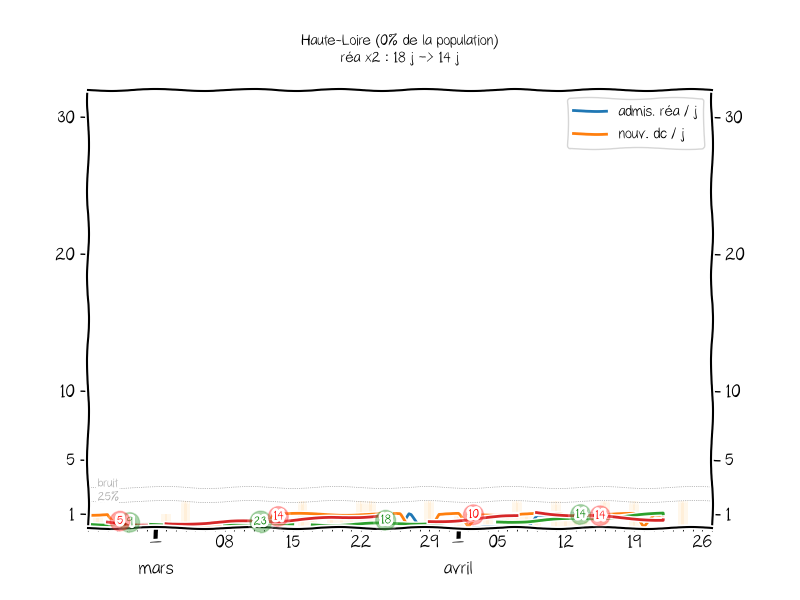 Haute-Loire (0% de la population)
réa x2 : 18 j -> 14 j
admis. réa / j
nouv. dc / j
30 30
20 20
10 10
5 5
bruit
25%
1 1
5 23 14 18 10 14 14
08 15 22 29 05 12 19 26
mars avril